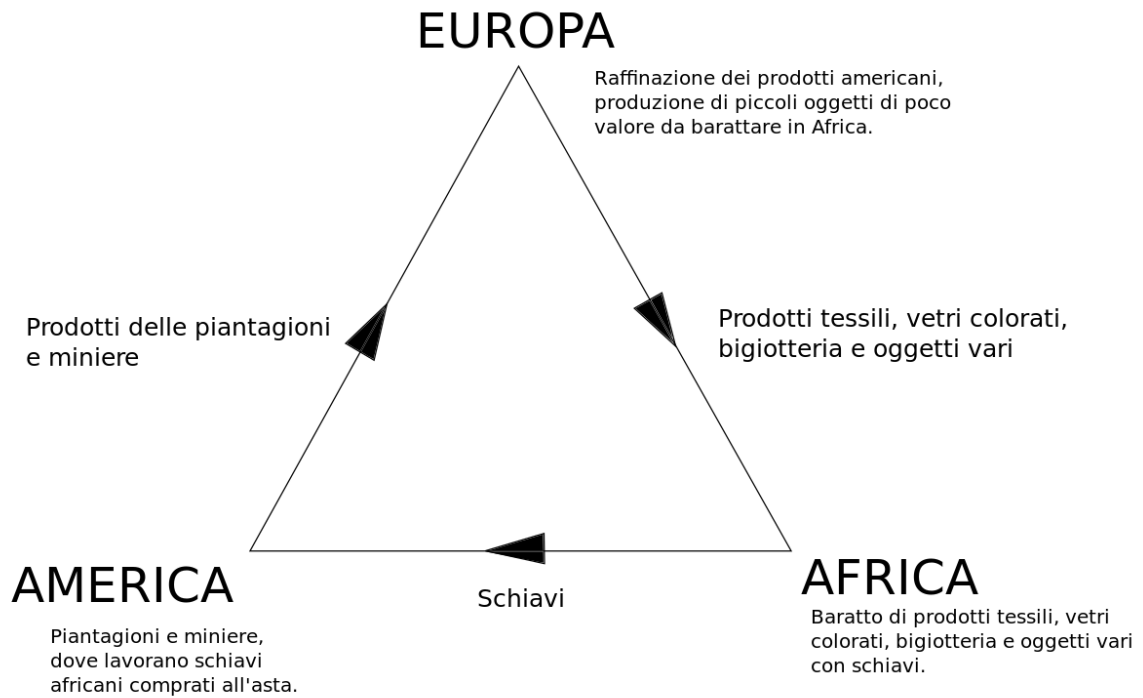 EUROPA
Raffinazione dei prodotti americani,
produzione di piccoli oggetti di poco
valore da barattare in Africa.
Prodotti delle piantagioni
e miniere
Prodotti tessili, vetri colorati,
bigiotteria e oggetti vari
Schiavi
AMERICA
Piantagioni e miniere,
dove lavorano schiavi
africani comprati all'asta.
AFRICA
Baratto di prodotti tessili, vetri
colorati, bigiotteria e oggetti vari
con schiavi.